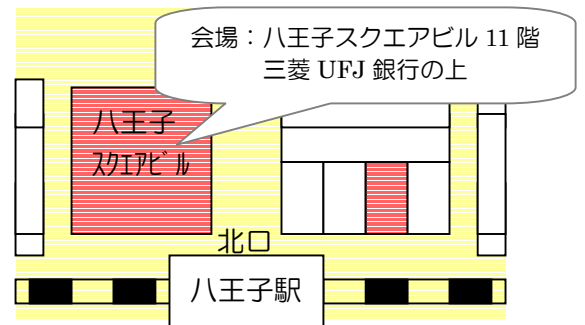 会場：八王子スクエアビル 11 階
三菱 UFJ 銀行の上
八王子
ｽｸｴｱﾋﾞﾙ
北口
八王子駅